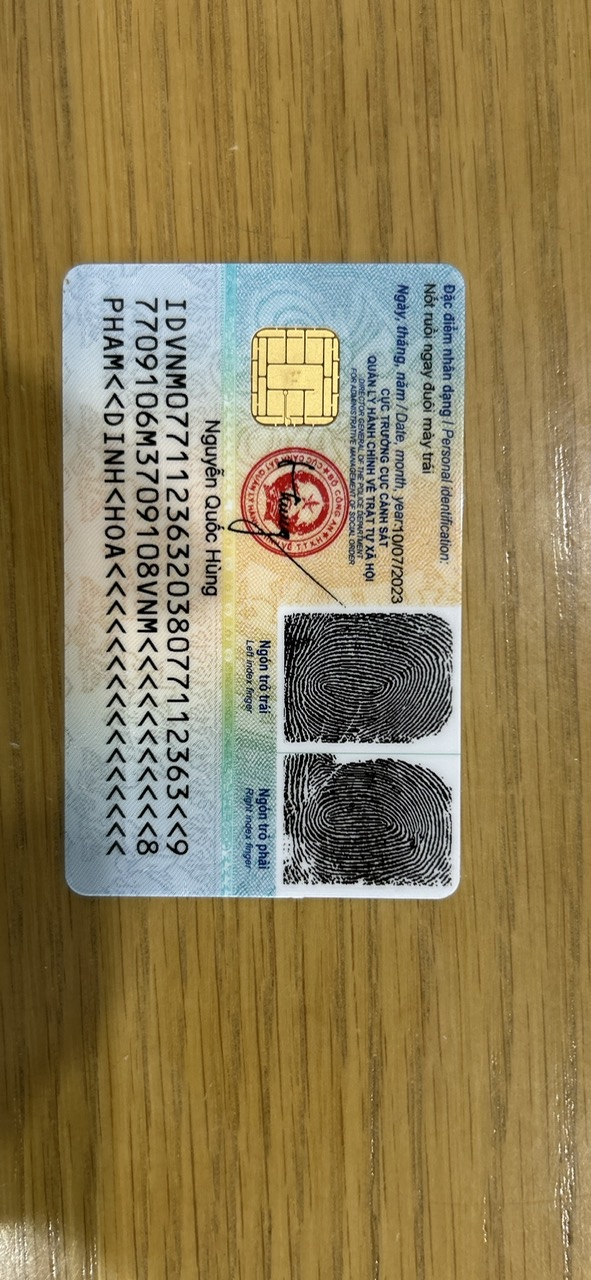 Đặc điểm nhân dạng / Personal identification:
Nốt ruồi ngay đuôi mày trái
Ngày, tháng, năm / Date, month, year:10/07/2023
CỤC TRƯỞNG CỤC CẢNH SÁT
QUẢN LÝ HÀNH CHÍNH VỀ TRẬT TỰ XÃ HỘI
DIRECTOR GENERAL OF THE POLICE DEPARTMENT
FOR ADMINISTRATIVE MANAGEMENT OF SOCIAL ORDER
BỘ CÔNG AN
Nguyễn Quốc Hùng
Ngón trỏ trái
Left index finger
Ngón trỏ phải
Right index finger
IDVNM0771123632038077112363<<9
7709106M3709108VNM<<<<<<<<<<<8
PHAM<<DINH<HOA<<<<<<<<<<<<<<<<